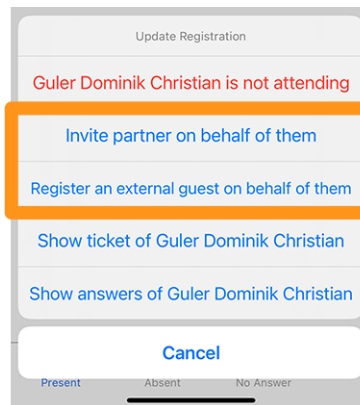 Update Registration
Guler Dominik Christian is not attending
Invite partner on behalf of them
Register an external guest on behalf of them
Show ticket of Guler Dominik Christian
Show answers of Guler Dominik Christian
Cancel
Present Absent No Answer